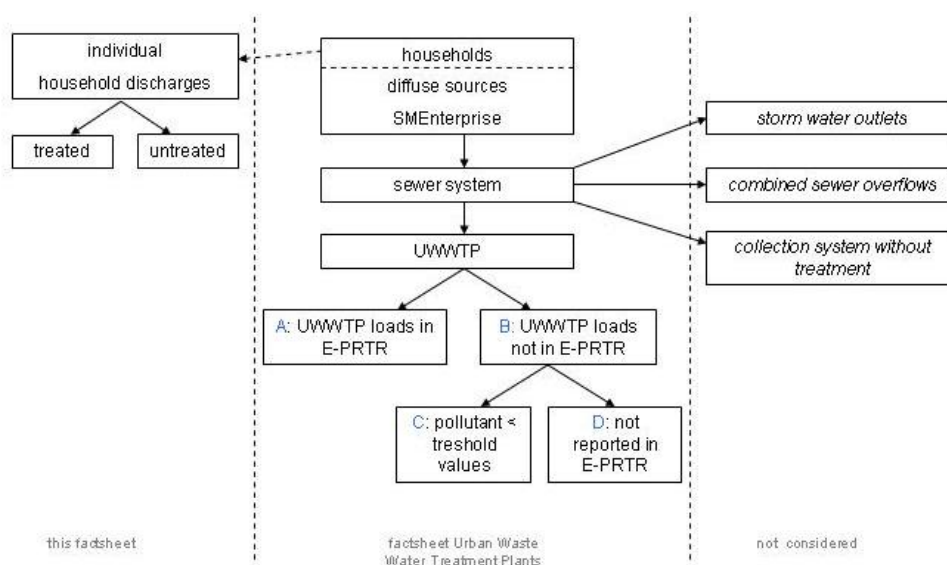 individual
household discharges
treated
untreated
households
diffuse sources
SMEnterprise
sewer system
UWWTP
A: UWWTP loads in
E-PRTR
B: UWWTP loads
not in E-PRTR
C: pollutant <
treshold
values
D: not
reported in
E-PRTR
storm water outlets
combined sewer overflows
collection system without
treatment
this factsheet
factsheet Urban Waste
Water Treatment Plants
not considered